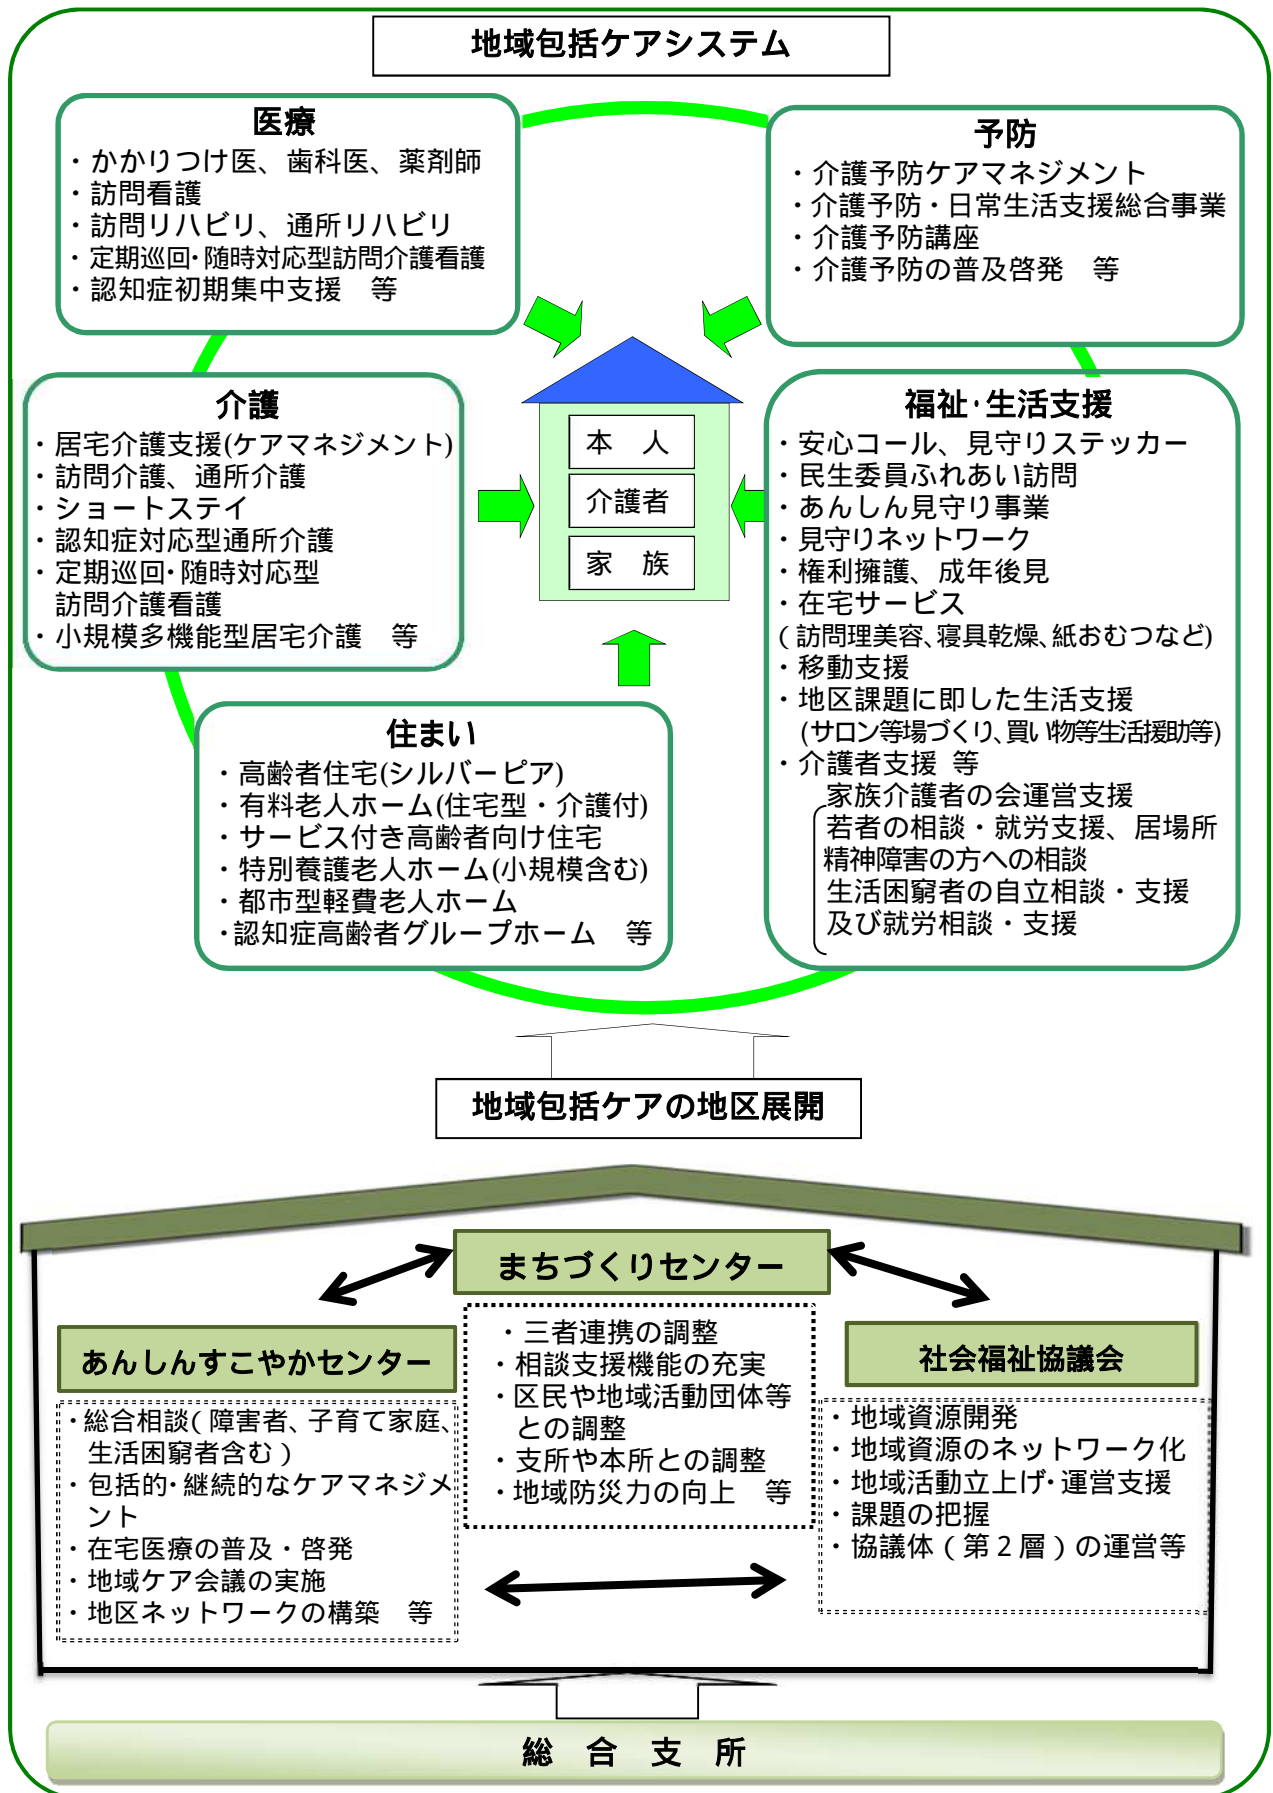 地域包括ケアシステム
医療
・かかりつけ医、歯科医、薬剤師
・訪問看護
・訪問リハビリ、通所リハビリ
・定期巡回・随時対応型訪問介護看護
・認知症初期集中支援　等
予防
・介護予防ケアマネジメント
・介護予防・日常生活支援総合事業
・介護予防講座
・介護予防の普及啓発　等
介護
・居宅介護支援(ケアマネジメント)
・訪問介護、通所介護
・ショートステイ
・認知症対応型通所介護
・定期巡回・随時対応型
訪問介護看護
・小規模多機能型居宅介護　等
本　人
介護者
家　族
福祉・生活支援
・安心コール、見守りステッカー
・民生委員ふれあい訪問
・あんしん見守り事業
・見守りネットワーク
・権利擁護、成年後見
・在宅サービス
(訪問理美容、寝具乾燥、紙おむつなど)
・移動支援
・地区課題に即した生活支援
(サロン等場づくり、買い物等生活援助等)
・介護者支援 等
家族介護者の会運営支援
若者の相談・就労支援、居場所
精神障害の方への相談
生活困窮者の自立相談・支援
及び就労相談・支援
住まい
・高齢者住宅(シルバーピア)
・有料老人ホーム(住宅型・介護付)
・サービス付き高齢者向け住宅
・特別養護老人ホーム(小規模含む)
・都市型軽費老人ホーム
・認知症高齢者グループホーム　等
地域包括ケアの地区展開
まちづくりセンター
・三者連携の調整
・相談支援機能の充実
・区民や地域活動団体等
との調整
・支所や本所との調整
・地域防災力の向上　等
あんしんすこやかセンター
・総合相談(障害者、子育て家庭、
生活困窮者含む)
・包括的・継続的なケアマネジメ
ント
・在宅医療の普及・啓発
・地域ケア会議の実施
・地区ネットワークの構築　等
社会福祉協議会
・地域資源開発
・地域資源のネットワーク化
・地域活動立上げ・運営支援
・課題の把握
・協議体(第2層)の運営等
総　合　支　所